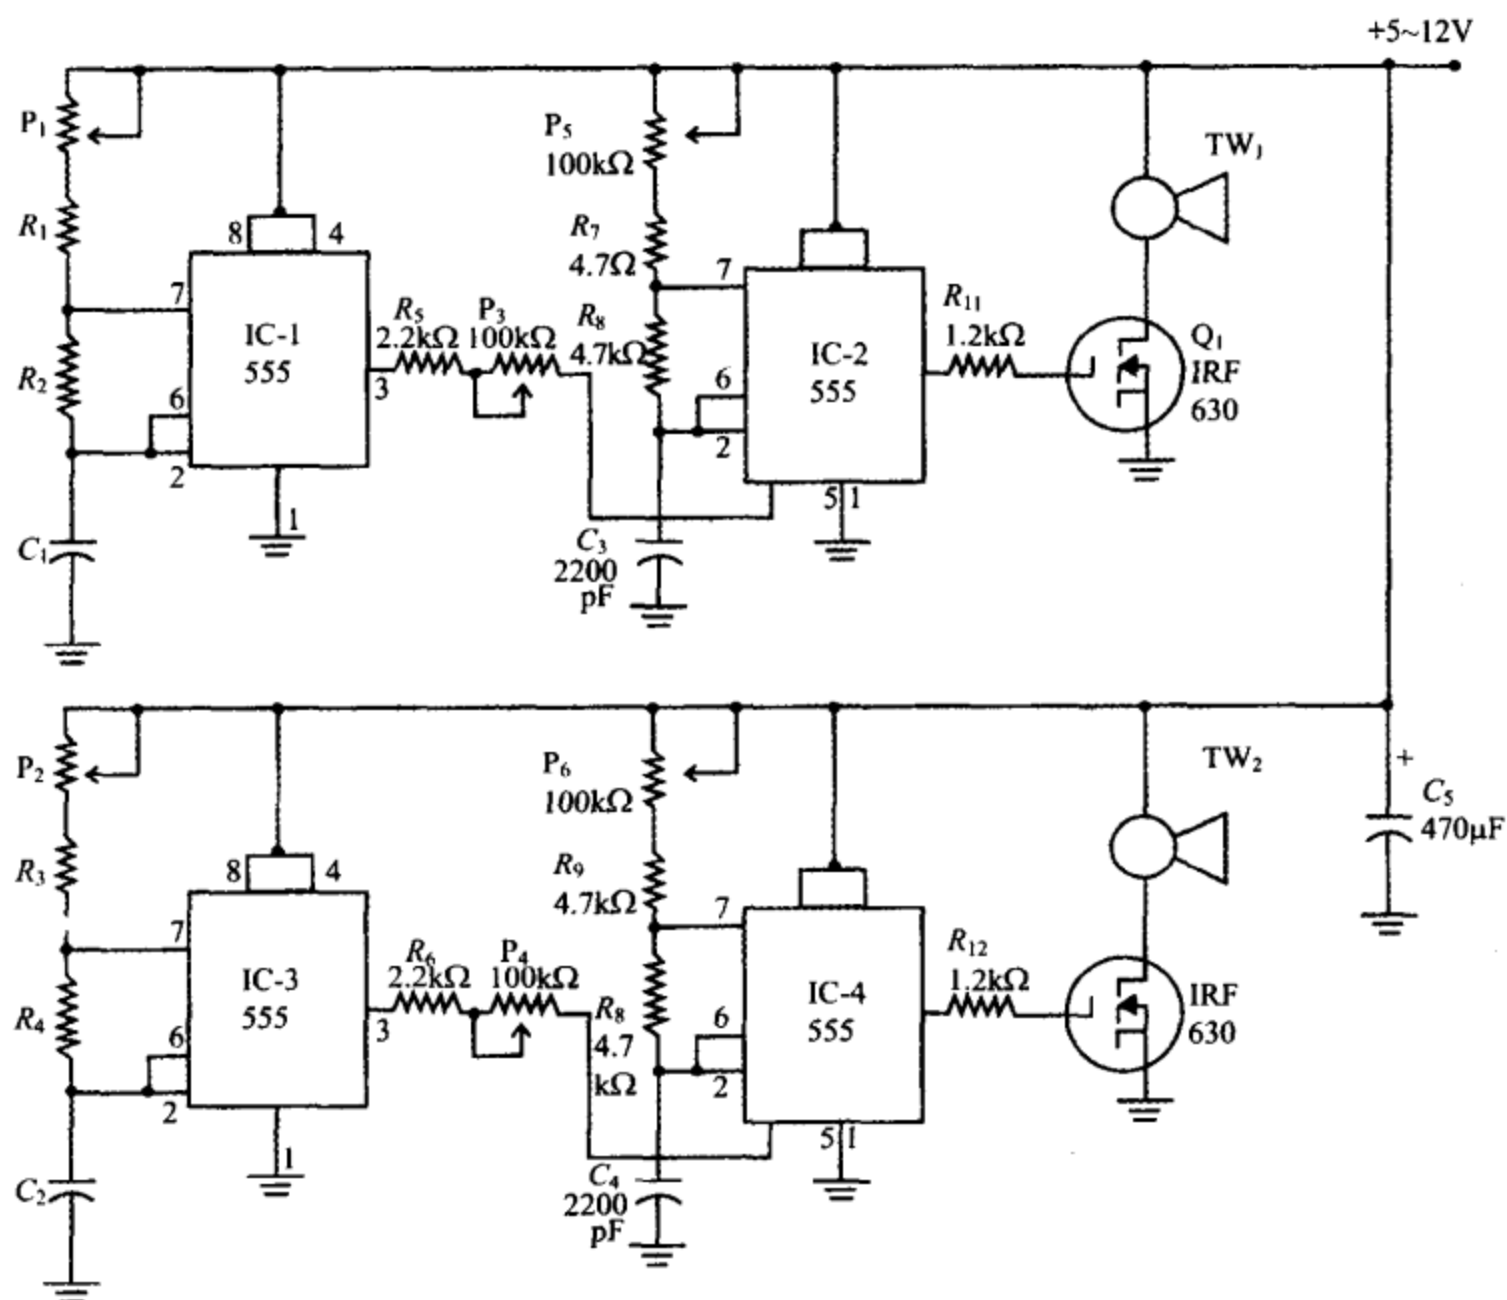 +5~12V
P₁
P₅
100kΩ
TW₁
R₁
8 4
R₇
4.7Ω
7
7
IC-1
555
R₅
2.2kΩ
P₃
100kΩ
R₈
4.7kΩ
IC-2
555
R₁₁
1.2kΩ
Q₁
IRF
630
R₂
6
3
6
2
2
5 1
1
C₁
C₃
2200
pF
P₂
P₆
100kΩ
TW₂
+
C₅
470μF
R₃
8 4
R₉
4.7kΩ
7
7
IC-3
555
R₆
2.2kΩ
P₄
100kΩ
R₈
4.7
kΩ
IC-4
555
R₁₂
1.2kΩ
IRF
630
R₄
6
3
6
2
2
5 1
1
C₂
C₄
2200
pF